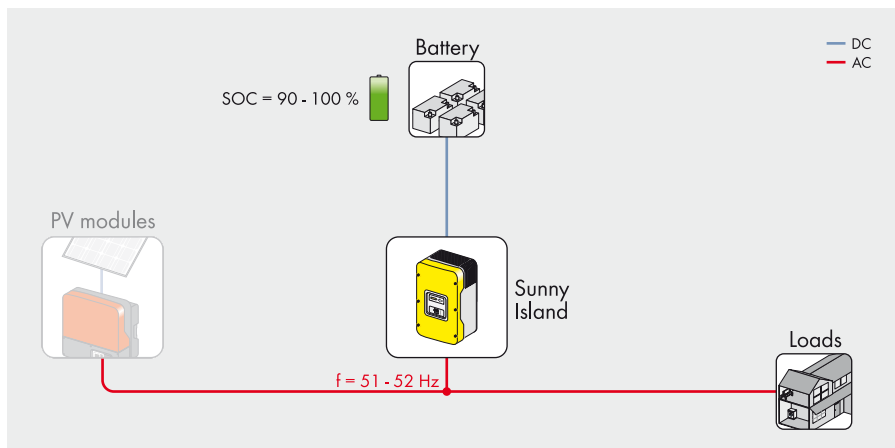 Battery
DC
AC
SOC = 90 - 100 %
PV modules
Sunny
Island
Loads
f = 51 - 52 Hz